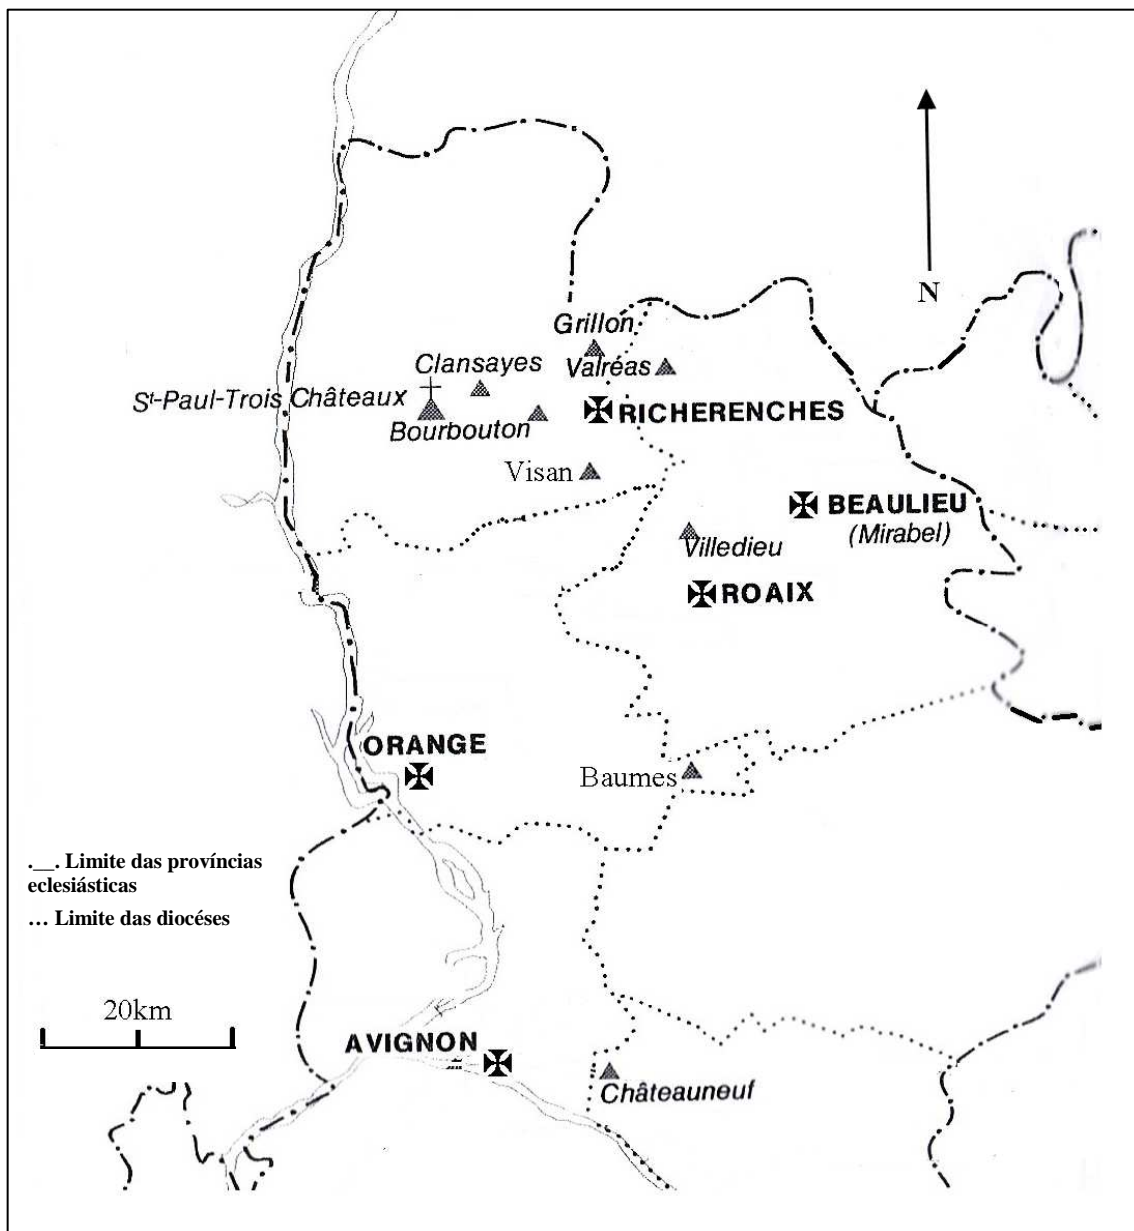 N
Grillon
Clansayes
Valréas
St-Paul-Trois Châteaux
RICHERENCHES
Bourbouton
Visan
BEAULIEU
(Mirabel)
Villedieu
ROAIX
ORANGE
Baumes
.__. Limite das províncias
eclesiásticas
... Limite das diocéses
20km
AVIGNON
Châteauneuf